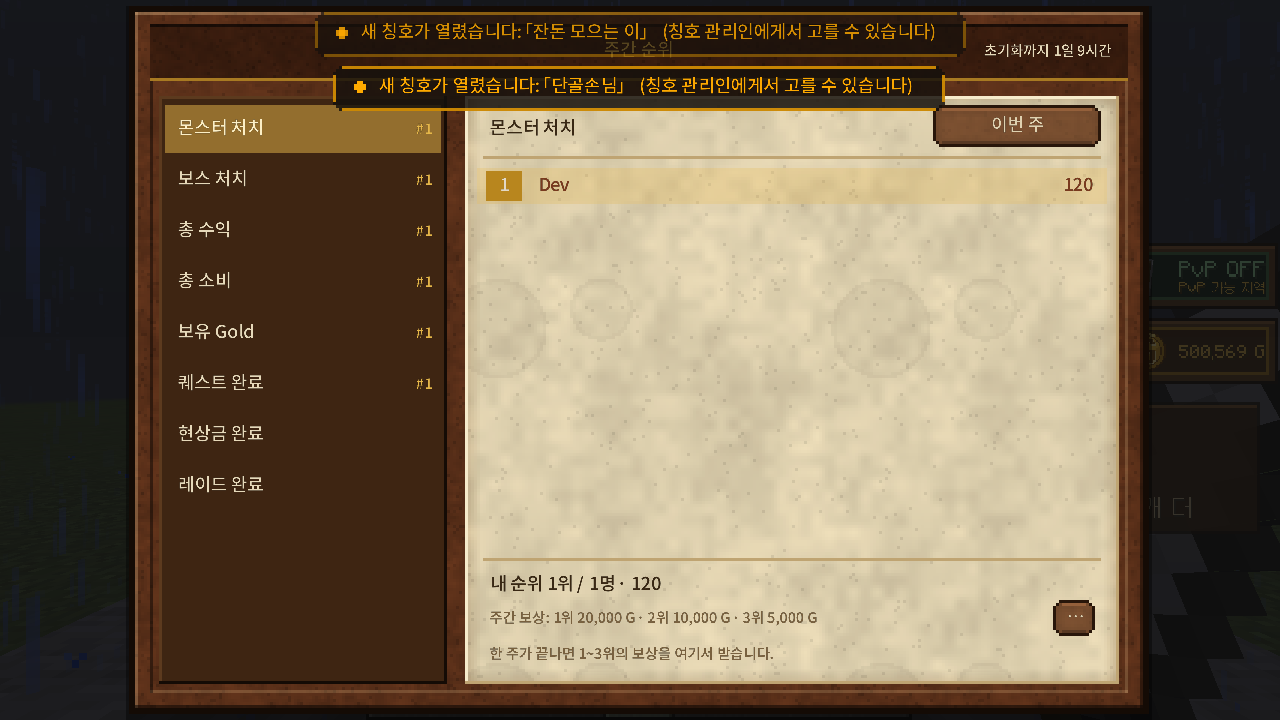 새 칭호가 열렸습니다:「잔돈 모으는 이」 (칭호 관리인에게서 고를 수 있습니다)
주간 순위
초기화까지 1일 9시간
새 칭호가 열렸습니다:「단골손님」 (칭호 관리인에게서 고를 수 있습니다)
몬스터 처치 #1
보스 처치 #1
총 수익 #1
총 소비 #1
보유 Gold #1
퀘스트 완료 #1
현상금 완료
레이드 완료
몬스터 처치
이번 주
1 Dev 120
내 순위 1위 / 1명 · 120
주간 보상: 1위 20,000 G · 2위 10,000 G · 3위 5,000 G
...
한 주가 끝나면 1~3위의 보상을 여기서 받습니다.
PvP OFF
PvP 가능 지역
500,569 G
더